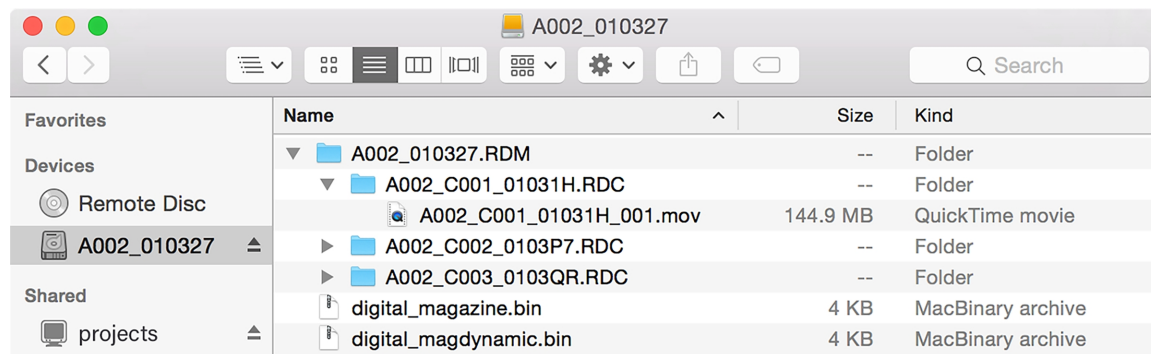 A002_010327
Search
Favorites
Devices
Remote Disc
A002_010327
Shared
projects
Name Size Kind
A002_010327.RDM -- Folder
A002_C001_01031H.RDC -- Folder
A002_C001_01031H_001.mov 144.9 MB QuickTime movie
A002_C002_0103P7.RDC -- Folder
A002_C003_0103QR.RDC -- Folder
digital_magazine.bin 4 KB MacBinary archive
digital_magdynamic.bin 4 KB MacBinary archive